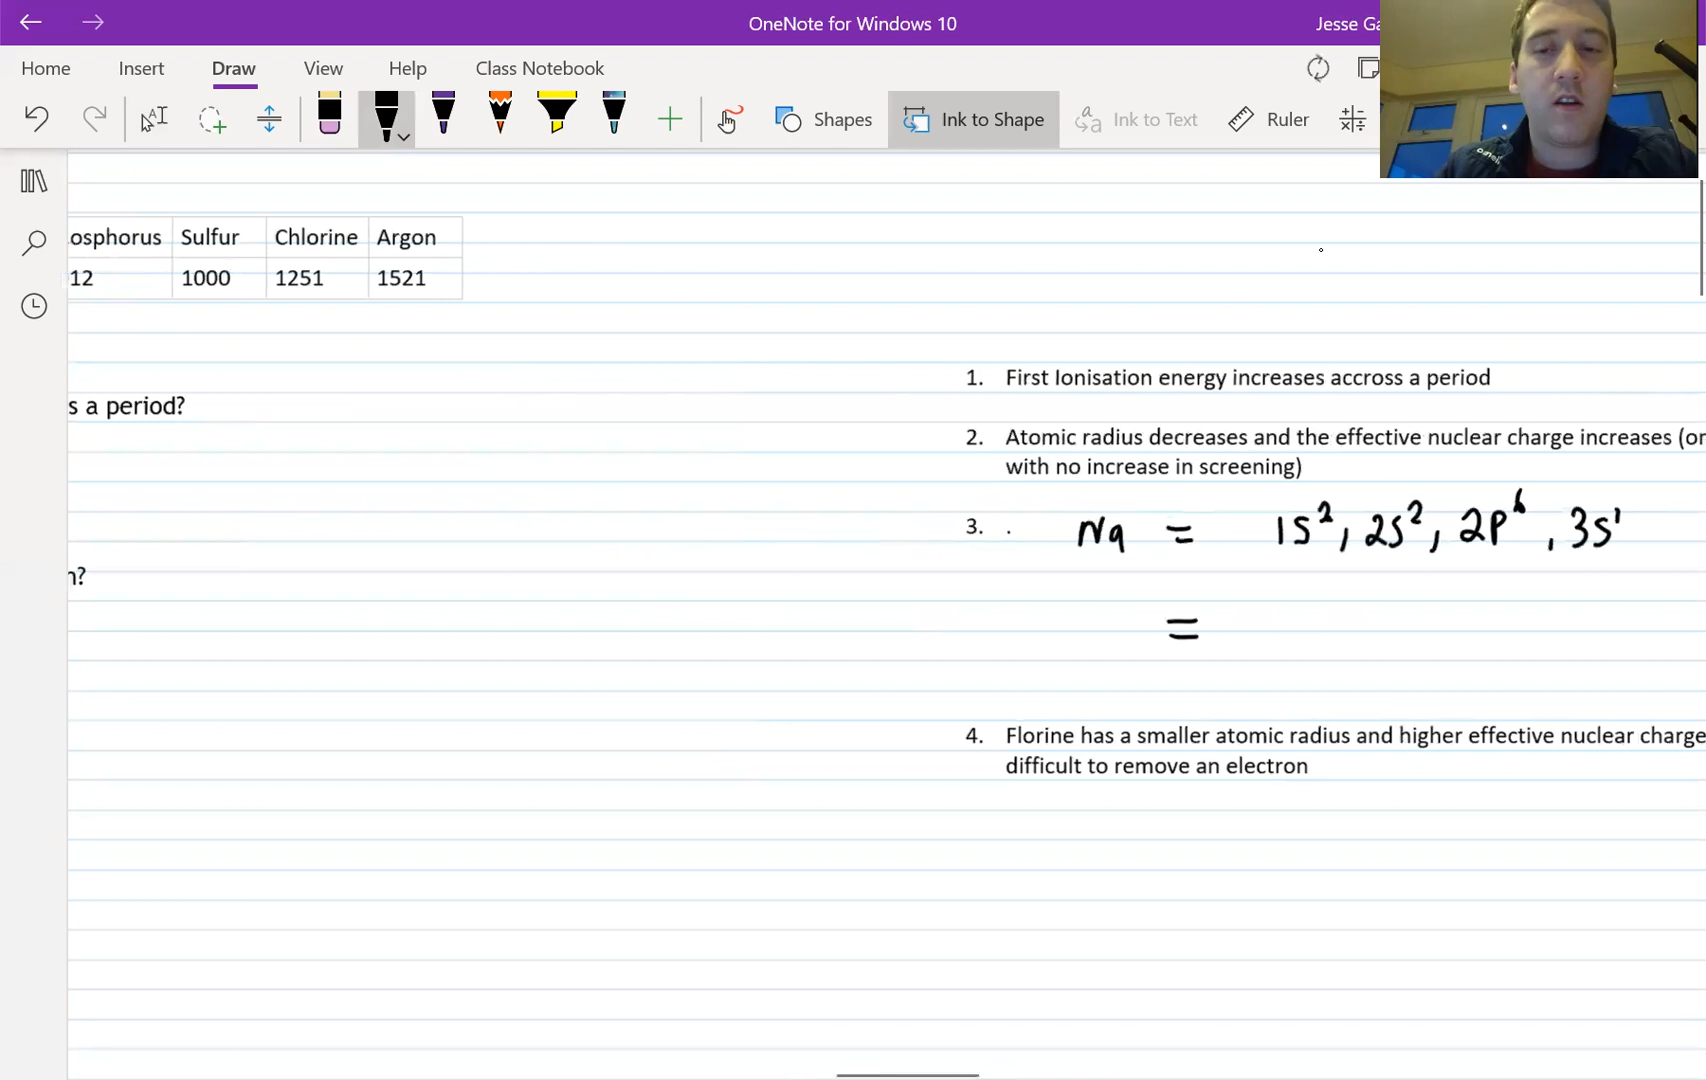 OneNote for Windows 10
Jesse Ga
Home Insert Draw View Help Class Notebook
Shapes Ink to Shape Ink to Text Ruler
osphorus Sulfur Chlorine Argon
12 1000 1251 1521
1. First Ionisation energy increases accross a period
s a period?
2. Atomic radius decreases and the effective nuclear charge increases (or
with no increase in screening)
3. . Na = 1s², 2s², 2p⁶, 3s¹
n?
=
4. Florine has a smaller atomic radius and higher effective nuclear charge
difficult to remove an electron